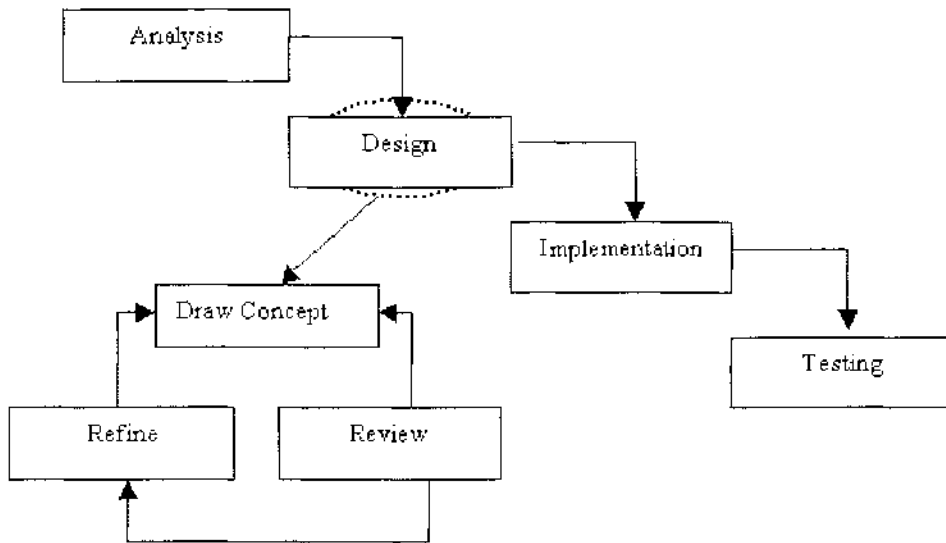 Analysis
Design
Implementation
Draw Concept
Testing
Refine
Review